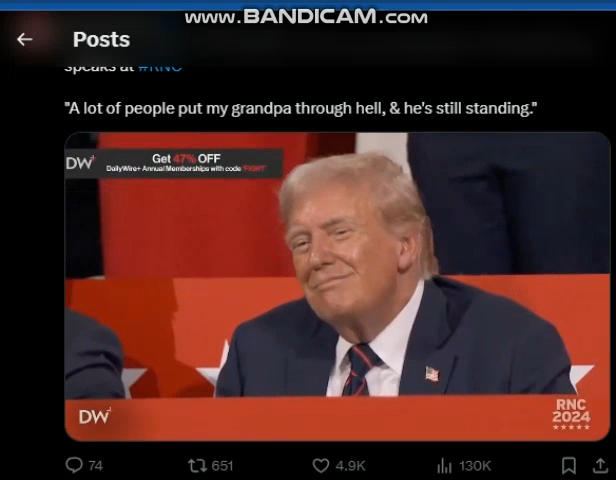 www.BANDICAM.COM
Posts
speaks at #RNC
"A lot of people put my grandpa through hell, & he's still standing."
DW+
Get 47% OFF
DailyWire+ Annual Memberships with code 'FIGHT'
DW+
RNC
2024
74 651 4.9K 130K